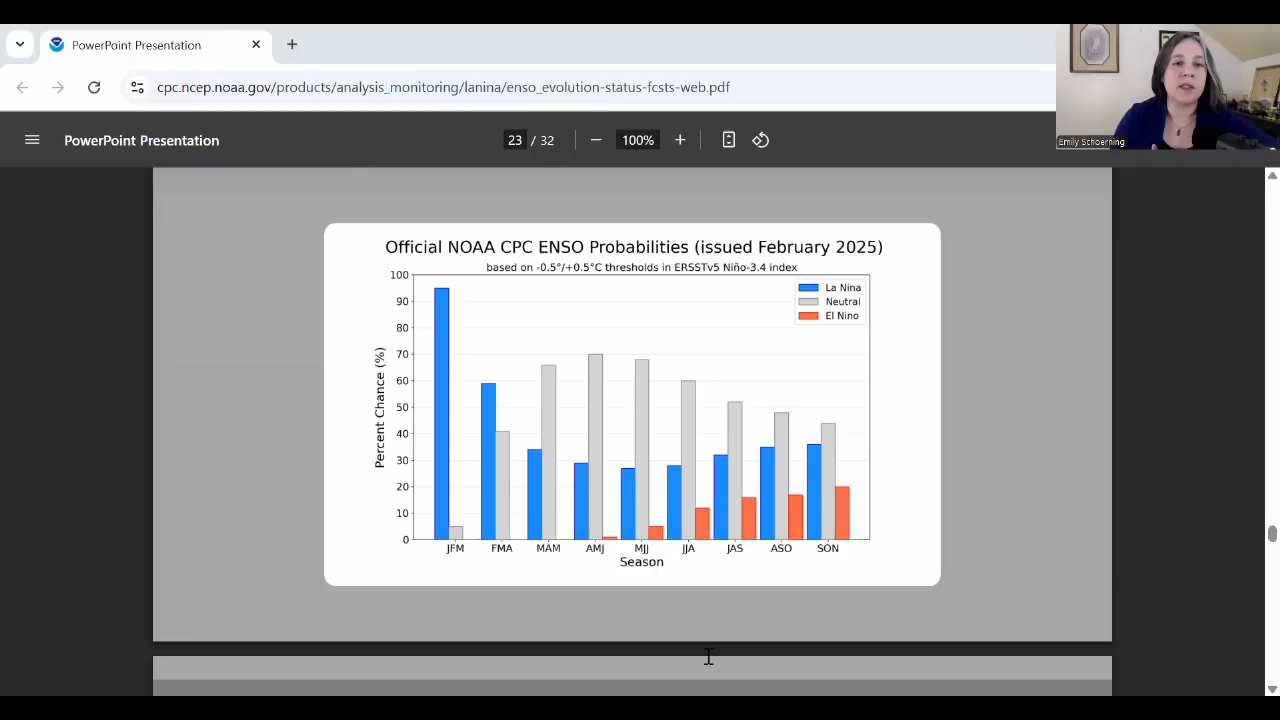 PowerPoint Presentation
cpc.ncep.noaa.gov/products/analysis_monitoring/lanina/enso_evolution-status-fcsts-web.pdf
PowerPoint Presentation
23 / 32
100%
Emily Schoerning
Official NOAA CPC ENSO Probabilities (issued February 2025)
based on -0.5°/+0.5°C thresholds in ERSSTv5 Niño-3.4 index
La Nina
Neutral
El Nino
Percent Chance (%)
100
90
80
70
60
50
40
30
20
10
0
JFM FMA MAM AMJ MJJ JJA JAS ASO SON
Season